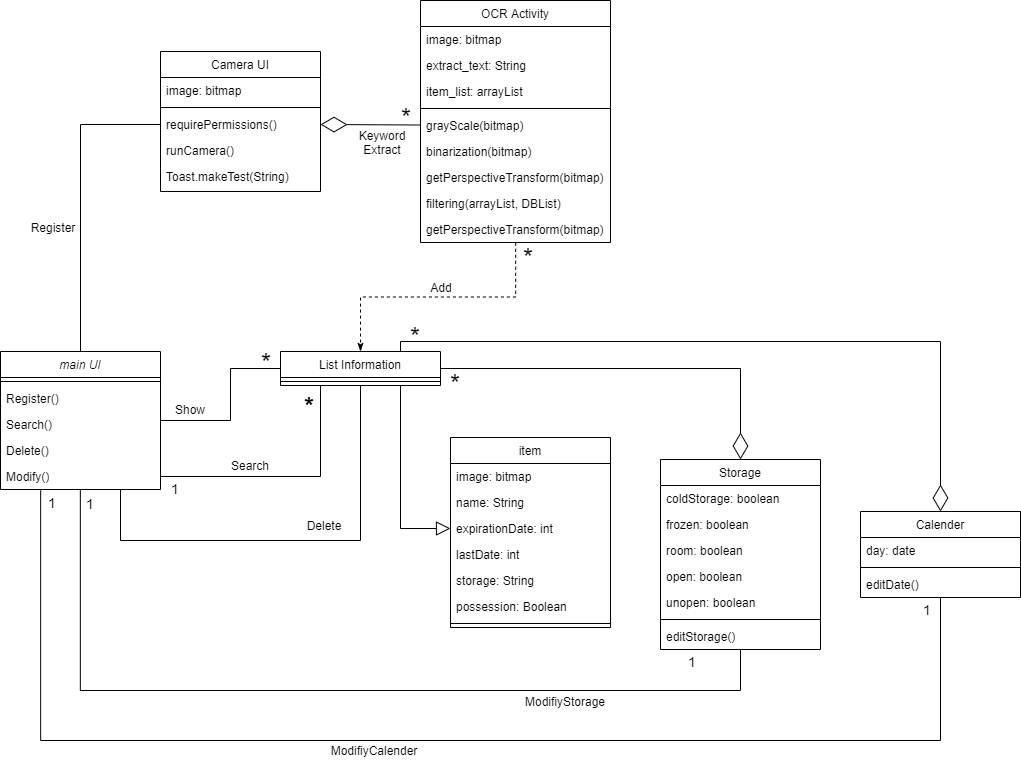 OCR Activity
image: bitmap
extract_text: String
item_list: arrayList
grayScale(bitmap)
binarization(bitmap)
getPerspectiveTransform(bitmap)
filtering(arrayList, DBList)
getPerspectiveTransform(bitmap)
Camera UI
image: bitmap
requirePermissions()
runCamera()
Toast.makeTest(String)
*
Keyword
Extract
Register
*
Add
main UI
Register()
Search()
Delete()
Modify()
Show
*
List Information
*
*
*
Search
1
Delete
1
1
item
image: bitmap
name: String
expirationDate: int
lastDate: int
storage: String
possession: Boolean
Storage
coldStorage: boolean
frozen: boolean
room: boolean
open: boolean
unopen: boolean
editStorage()
1
Calender
day: date
editDate()
1
ModifiyStorage
ModifiyCalender